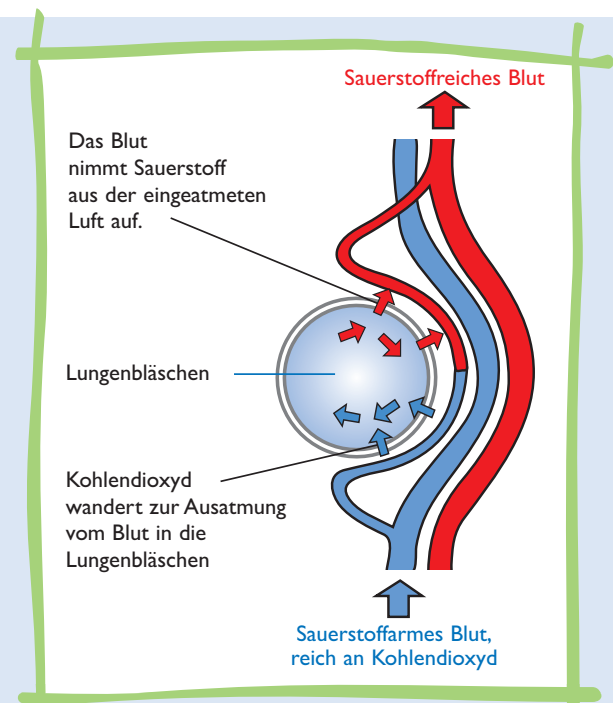 Sauerstoffreiches Blut
Das Blut
nimmt Sauerstoff
aus der eingeatmeten
Luft auf.
Lungenbläschen
Kohlendioxyd
wandert zur Ausatmung
vom Blut in die
Lungenbläschen
Sauerstoffarmes Blut,
reich an Kohlendioxyd